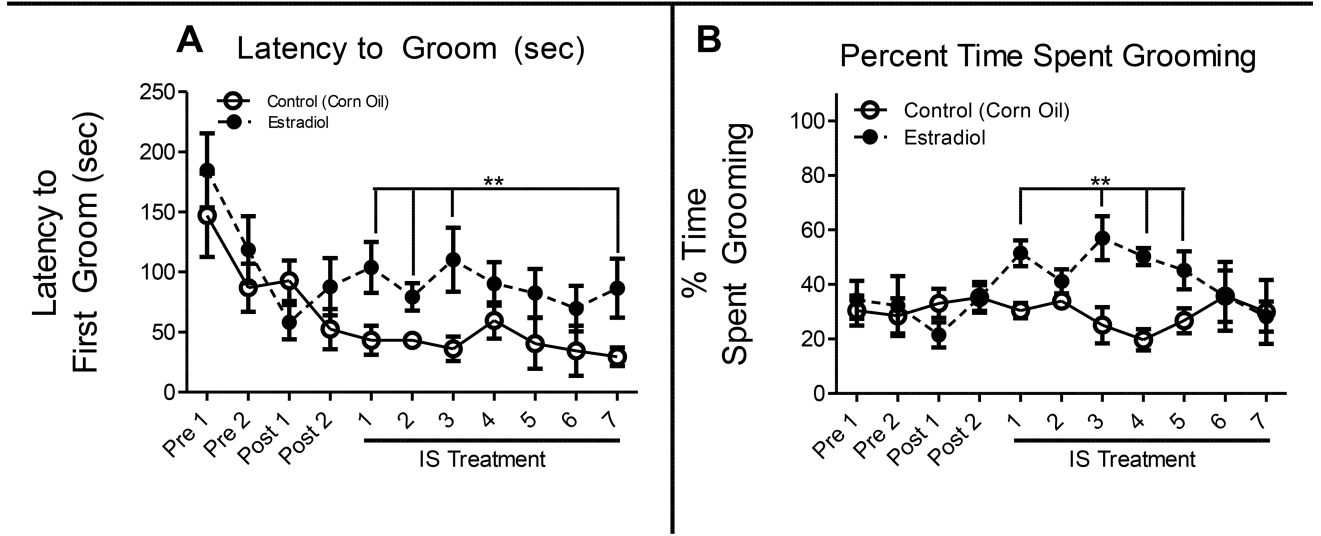 A Latency to Groom (sec)
Latency to
First Groom (sec)
250
200
150
100
50
0
Control (Corn Oil)
Estradiol
**
Pre 1
Pre 2
Post 1
Post 2
1
2
3
4
5
6
7
IS Treatment
B Percent Time Spent Grooming
% Time
Spent Grooming
100
80
60
40
20
0
Control (Corn Oil)
Estradiol
**
Pre 1
Pre 2
Post 1
Post 2
1
2
3
4
5
6
7
IS Treatment